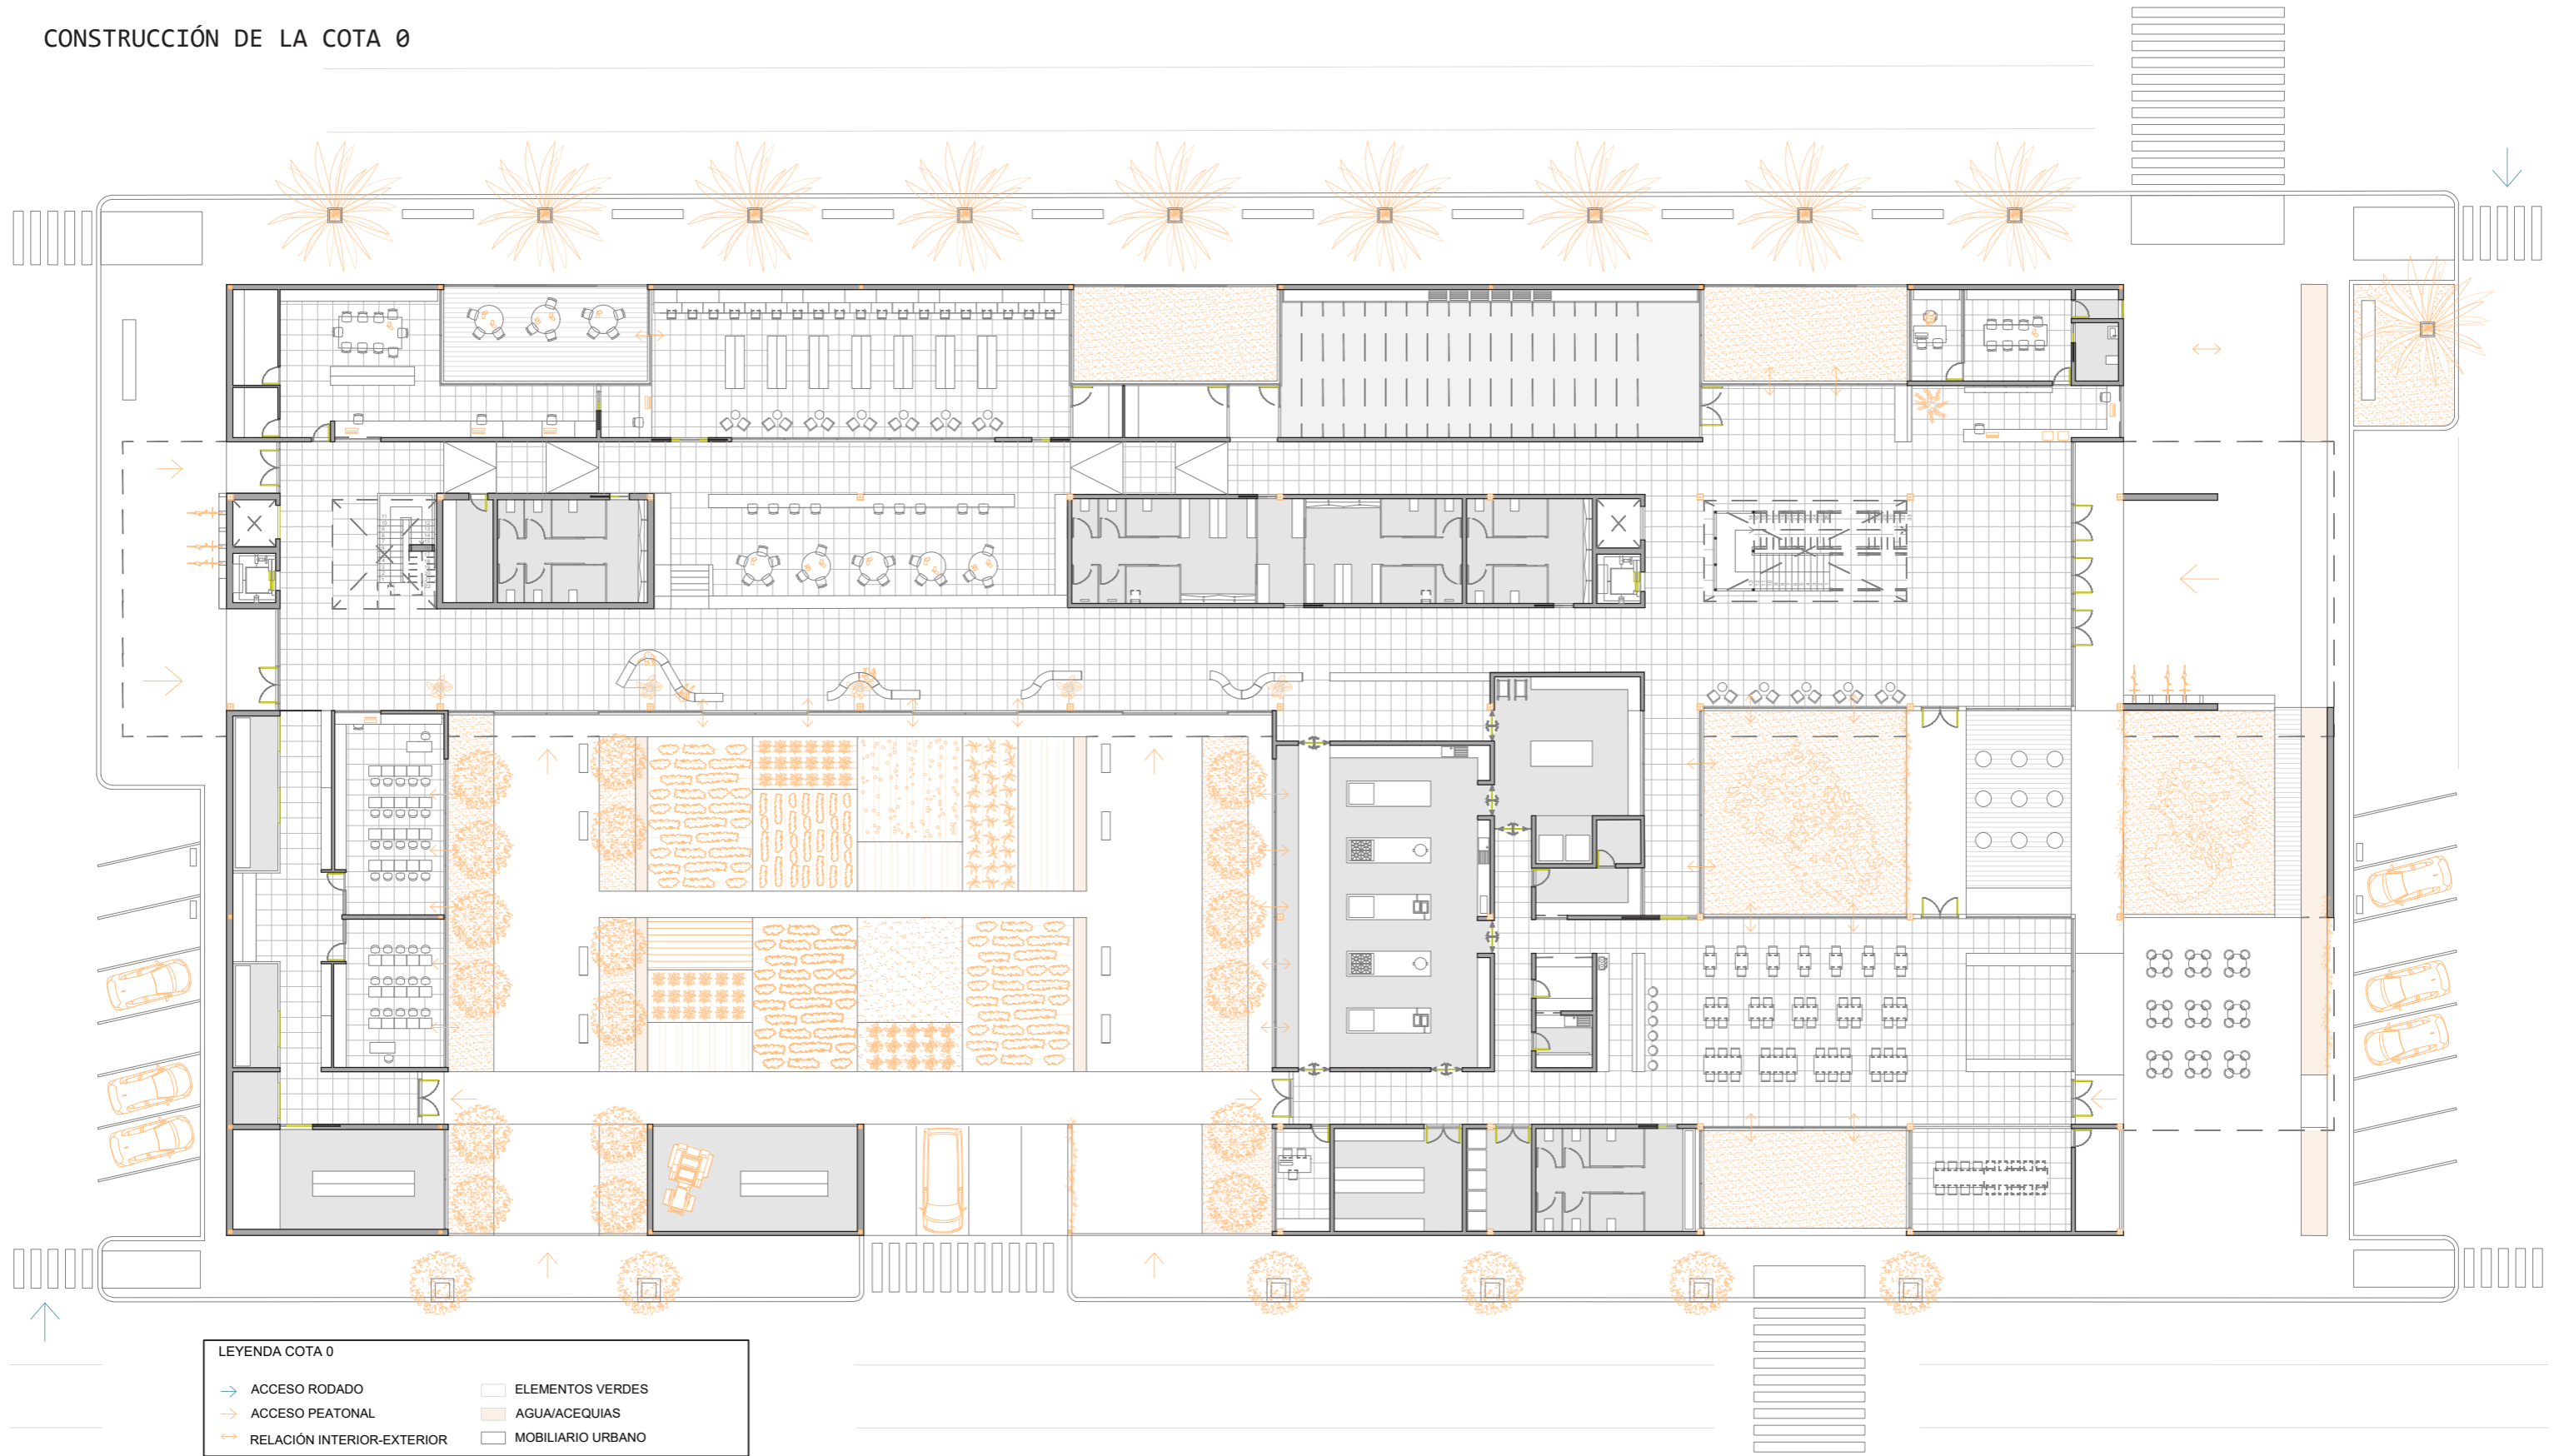 CONSTRUCCIÓN DE LA COTA 0
LEYENDA COTA 0
ACCESO RODADO
ELEMENTOS VERDES
ACCESO PEATONAL
AGUA/ACEQUIAS
RELACIÓN INTERIOR-EXTERIOR
MOBILIARIO URBANO